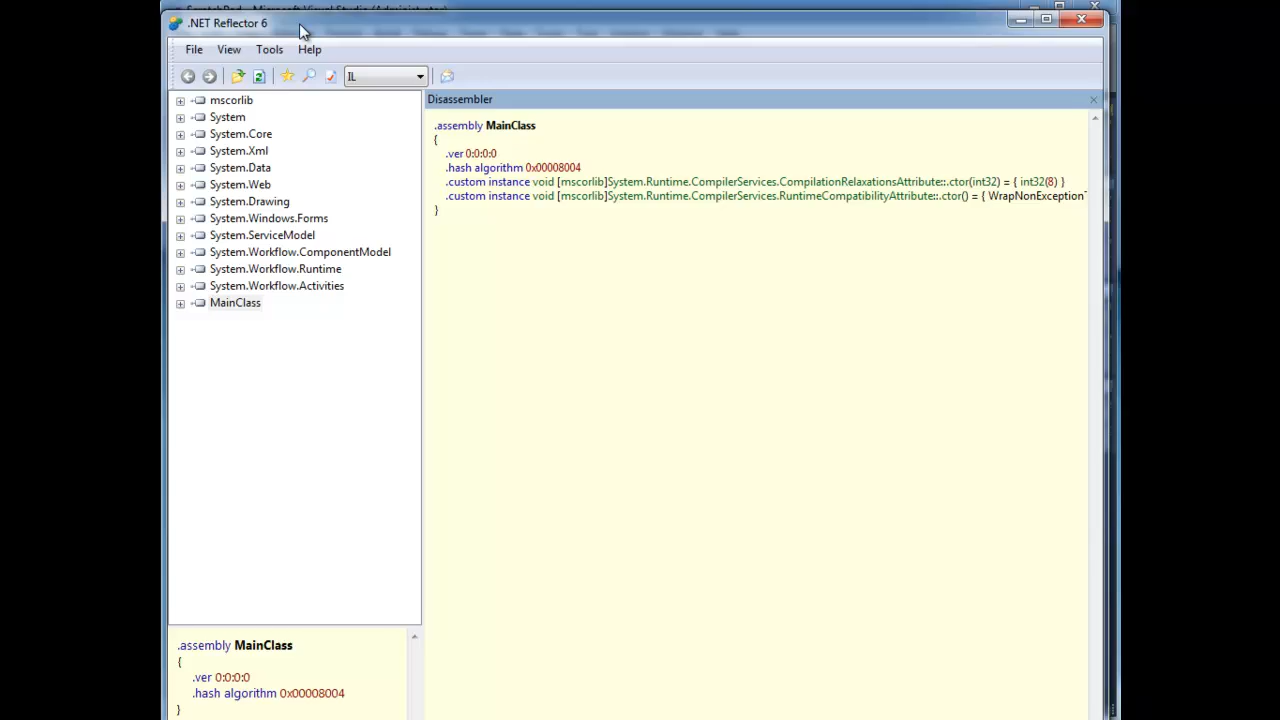 .NET Reflector 6
File View Tools Help
IL
mscorlib
System
System.Core
System.Xml
System.Data
System.Web
System.Drawing
System.Windows.Forms
System.ServiceModel
System.Workflow.ComponentModel
System.Workflow.Runtime
System.Workflow.Activities
MainClass
Disassembler
.assembly MainClass
{
.ver 0:0:0:0
.hash algorithm 0x00008004
.custom instance void [mscorlib]System.Runtime.CompilerServices.CompilationRelaxationsAttribute::.ctor(int32) = { int32(8) }
.custom instance void [mscorlib]System.Runtime.CompilerServices.RuntimeCompatibilityAttribute::.ctor() = { WrapNonException
}
.assembly MainClass
{
.ver 0:0:0:0
.hash algorithm 0x00008004
}